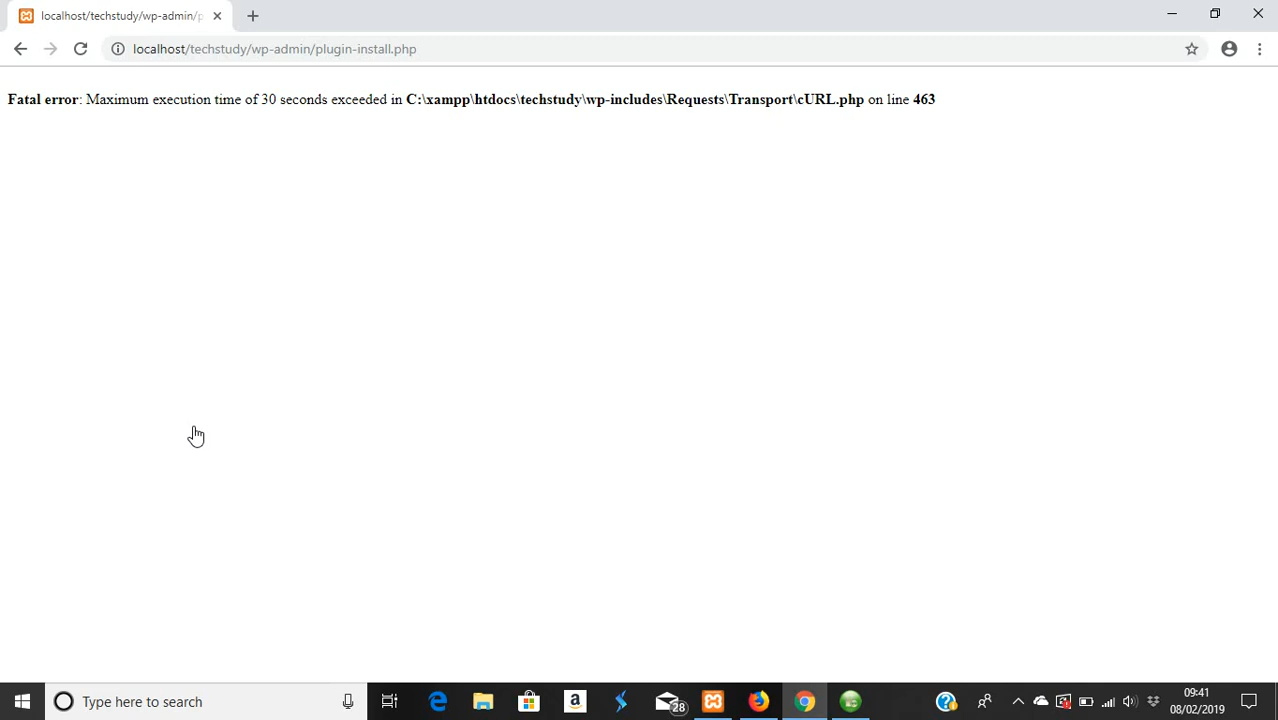 localhost/techstudy/wp-admin/p
localhost/techstudy/wp-admin/plugin-install.php
Fatal error: Maximum execution time of 30 seconds exceeded in C:\xampp\htdocs\techstudy\wp-includes\Requests\Transport\cURL.php on line 463
Type here to search
28
09:41
08/02/2019